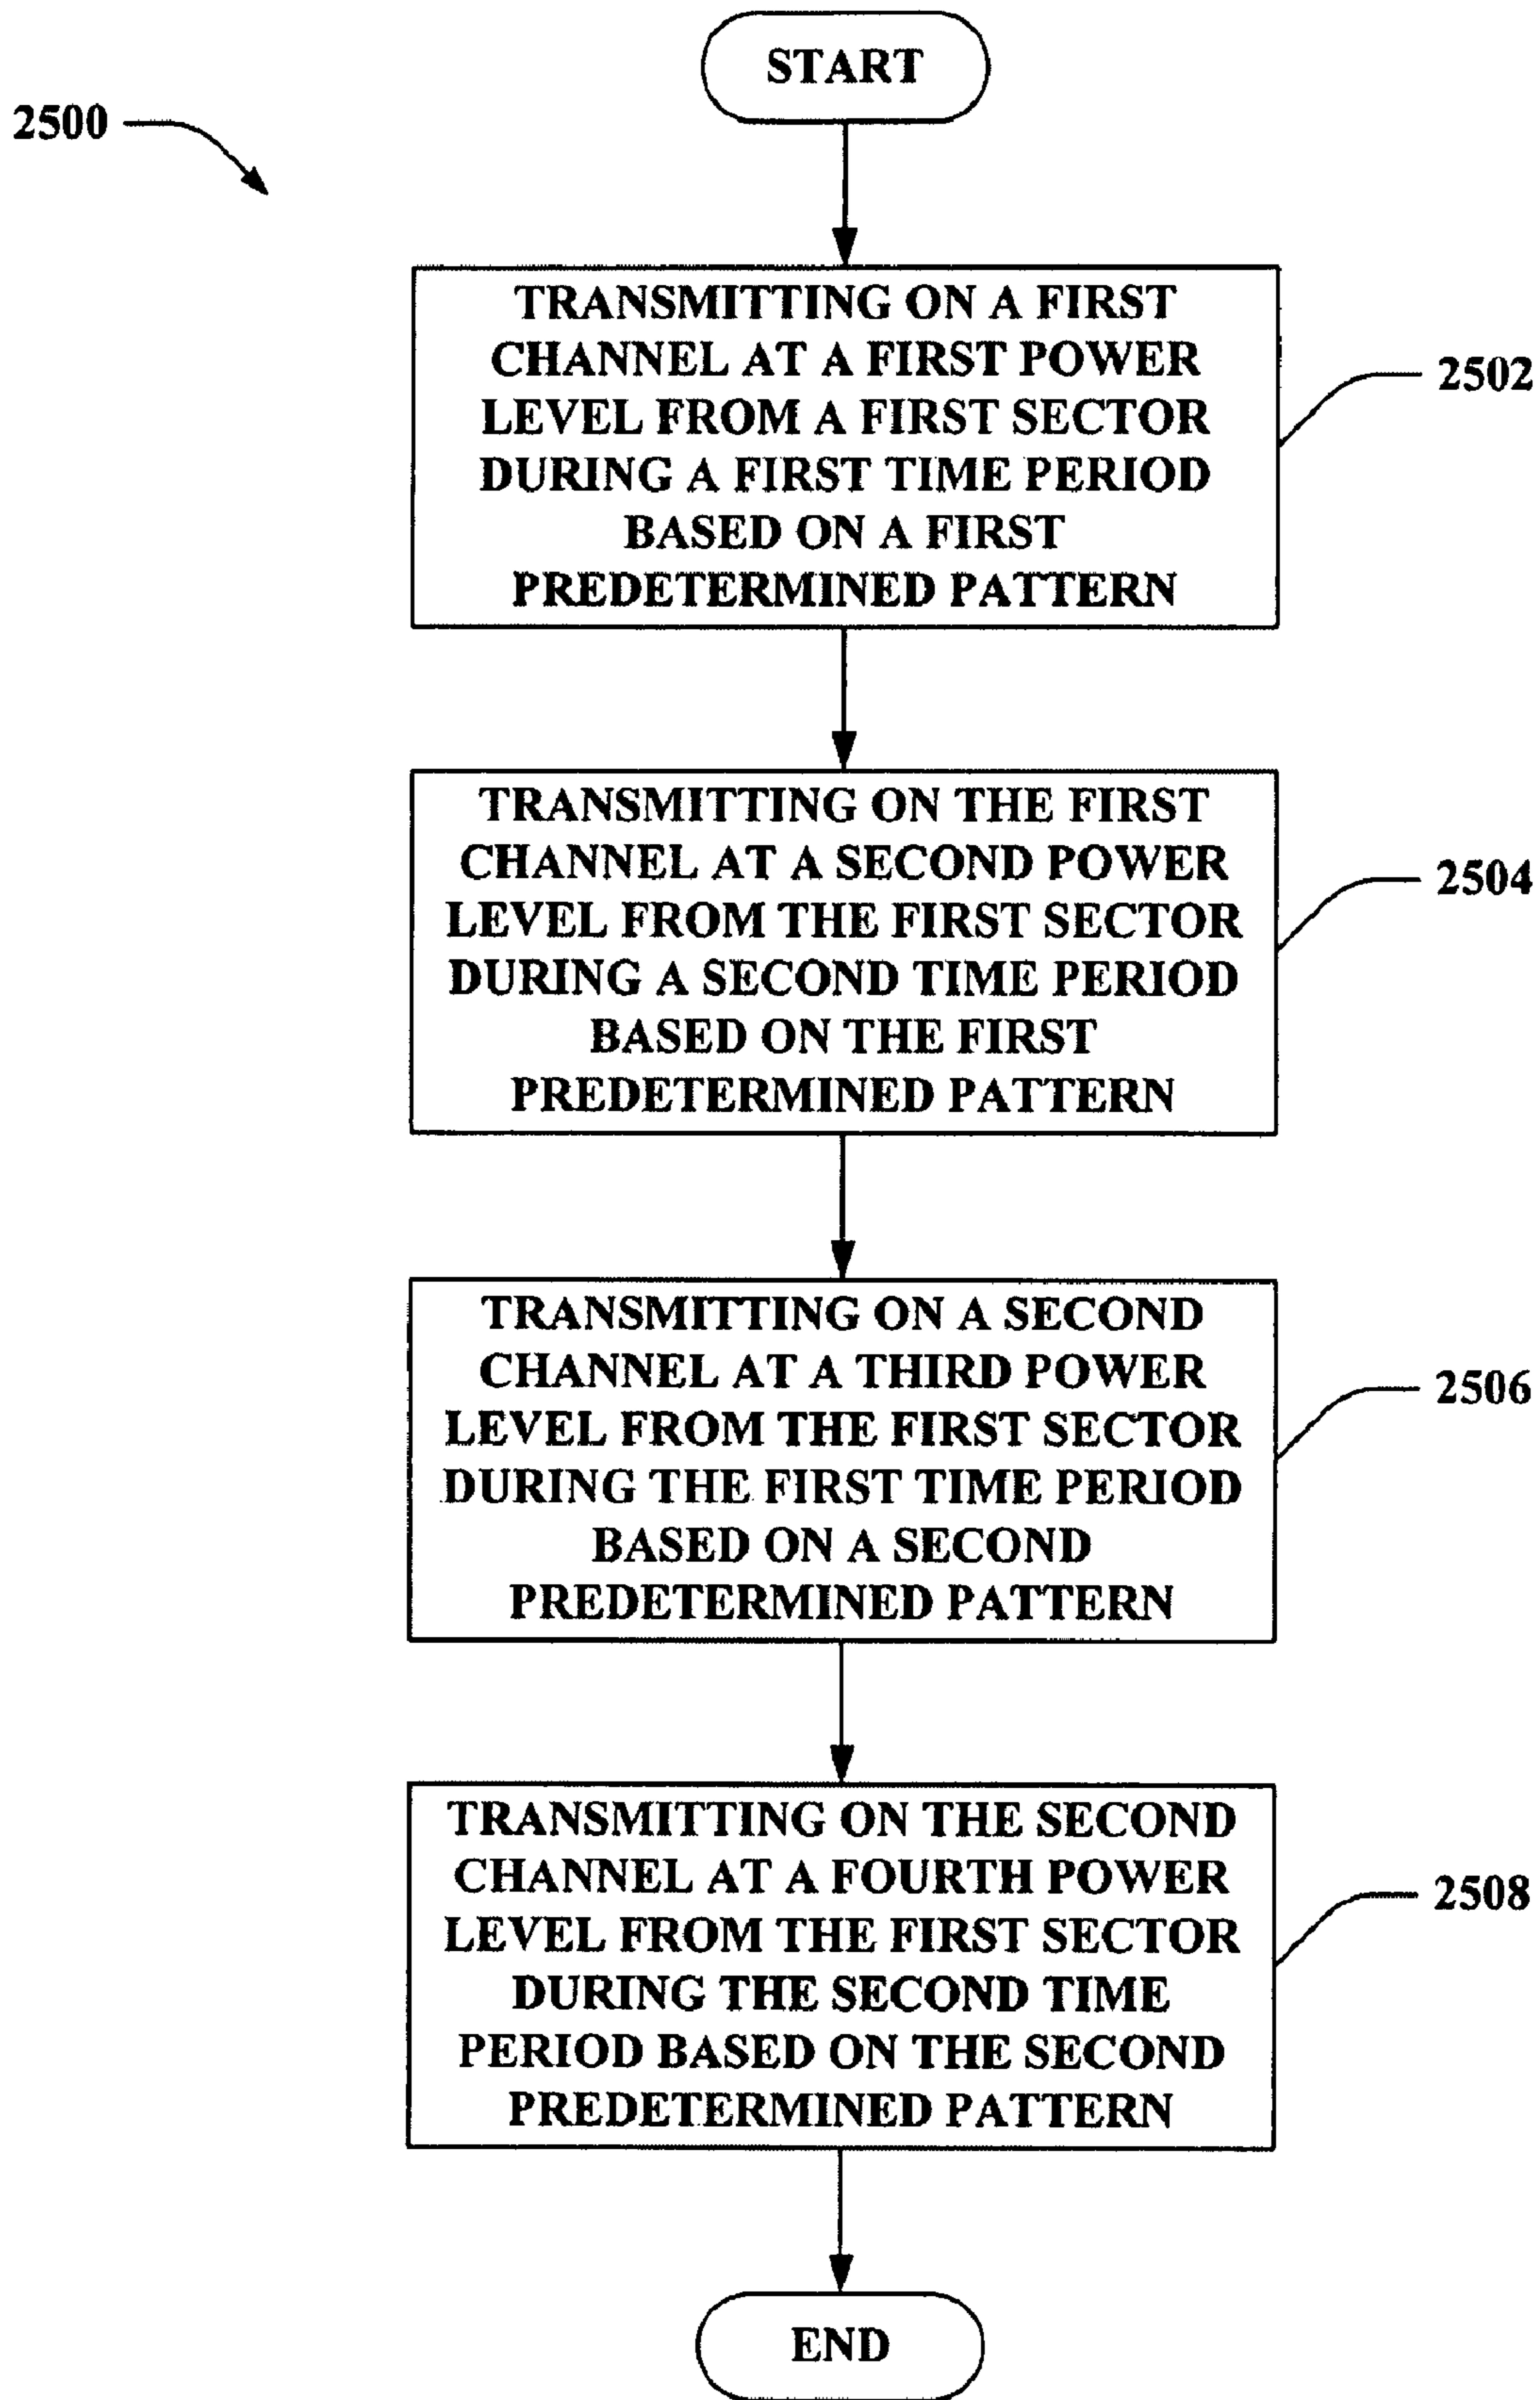 START
2500
TRANSMITTING ON A FIRST
CHANNEL AT A FIRST POWER
LEVEL FROM A FIRST SECTOR
DURING A FIRST TIME PERIOD
BASED ON A FIRST
PREDETERMINED PATTERN
2502
TRANSMITTING ON THE FIRST
CHANNEL AT A SECOND POWER
LEVEL FROM THE FIRST SECTOR
DURING A SECOND TIME PERIOD
BASED ON THE FIRST
PREDETERMINED PATTERN
2504
TRANSMITTING ON A SECOND
CHANNEL AT A THIRD POWER
LEVEL FROM THE FIRST SECTOR
DURING THE FIRST TIME PERIOD
BASED ON A SECOND
PREDETERMINED PATTERN
2506
TRANSMITTING ON THE SECOND
CHANNEL AT A FOURTH POWER
LEVEL FROM THE FIRST SECTOR
DURING THE SECOND TIME
PERIOD BASED ON THE SECOND
PREDETERMINED PATTERN
2508
END